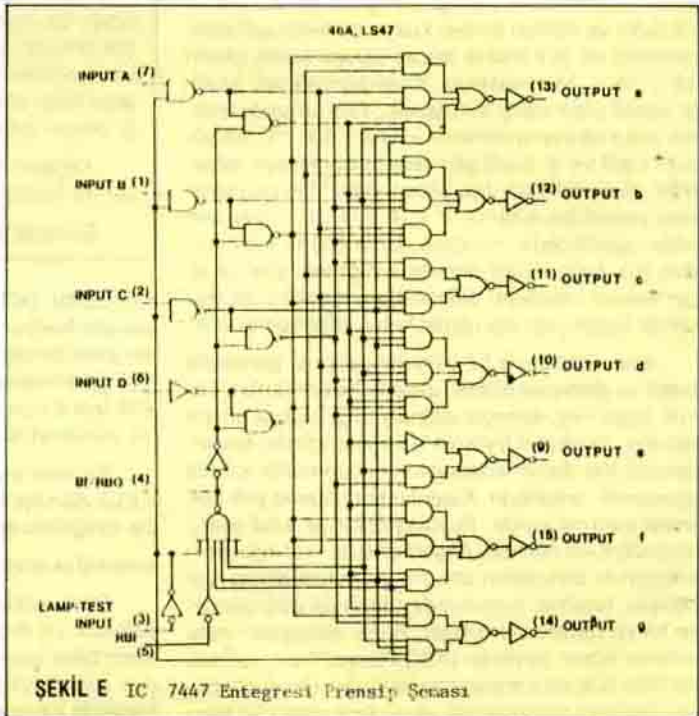 46A, LS47
INPUT A (7)
(13) OUTPUT a
INPUT B (1)
(12) OUTPUT b
(11) OUTPUT c
INPUT C (2)
(10) OUTPUT d
INPUT D (6)
(9) OUTPUT e
BI/RBO (4)
(15) OUTPUT f
LAMP-TEST
INPUT (3)
RBI
(5)
(14) OUTPUT g
ŞEKİL E IC 7447 Entegresi Prensip Şeması